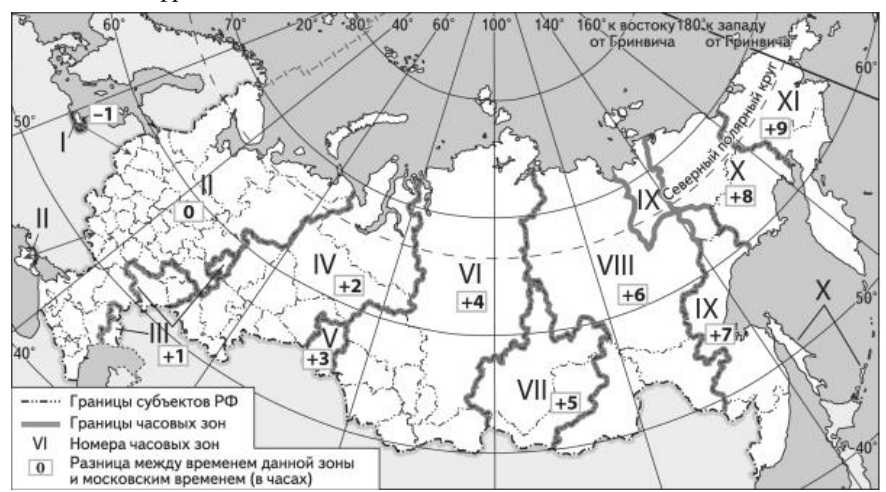 60°
70°
80°
100°
120°
140°
160° к востоку
от Гринвича
180° к западу
от Гринвича
60°
50°
I
-1
Северный полярный круг
XI
+9
X
+8
II
0
IX
II
IV
+2
VI
+4
VIII
+6
50°
X
III
+1
V
+3
IX
+7
40°
VII
+5
40°
Границы субъектов РФ
Границы часовых зон
VI Номера часовых зон
0 Разница между временем данной зоны
и московским временем (в часах)